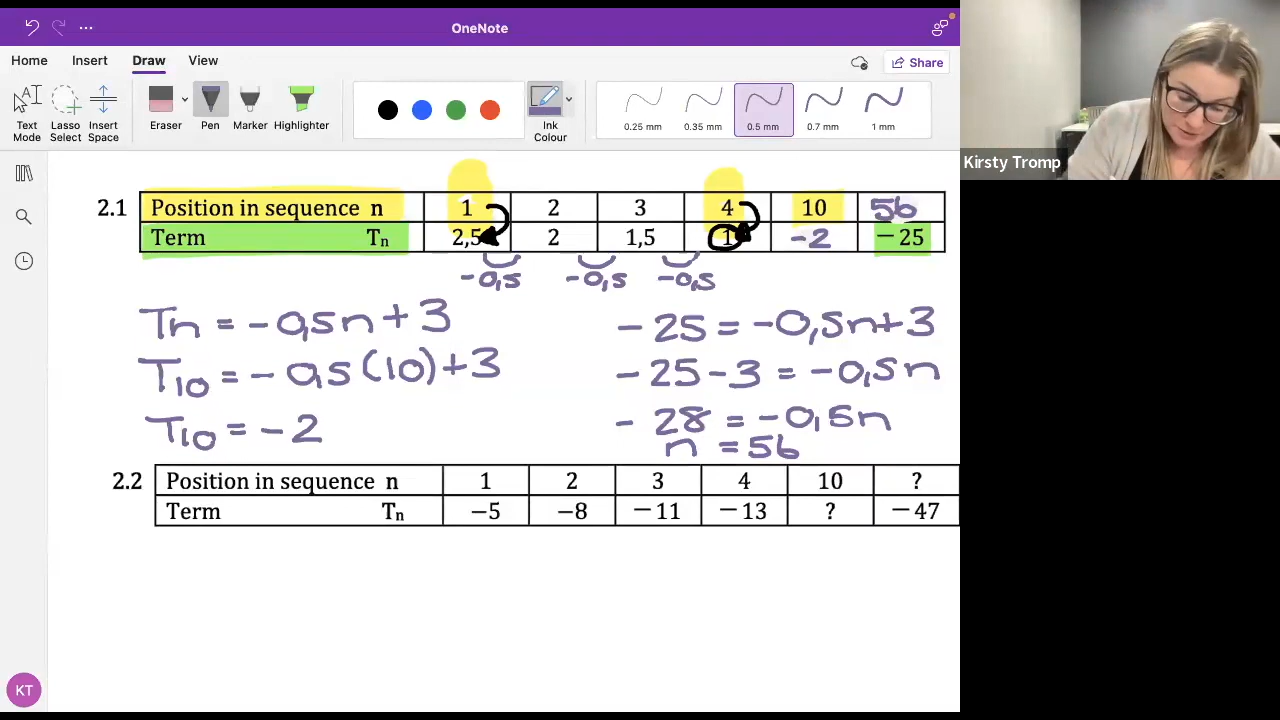 OneNote
Home Insert Draw View
Share
Text Mode
Lasso Select
Insert Space
Eraser
Pen
Marker
Highlighter
Ink Colour
0.25 mm
0.35 mm
0.5 mm
0.7 mm
1 mm
Kirsty Tromp
2.1 Position in sequence n 1 2 3 4 10 56
Term Tn 2,5 2 1,5 1 -2 −25
-0,5 -0,5 -0,5
Tn = -0,5n + 3
T10 = -0,5(10) + 3
T10 = -2
-25 = -0,5n+3
-25-3 = -0,5n
-28 = -0,5n
n = 56
2.2 Position in sequence n 1 2 3 4 10 ?
Term Tn −5 −8 −11 −13 ? −47
KT